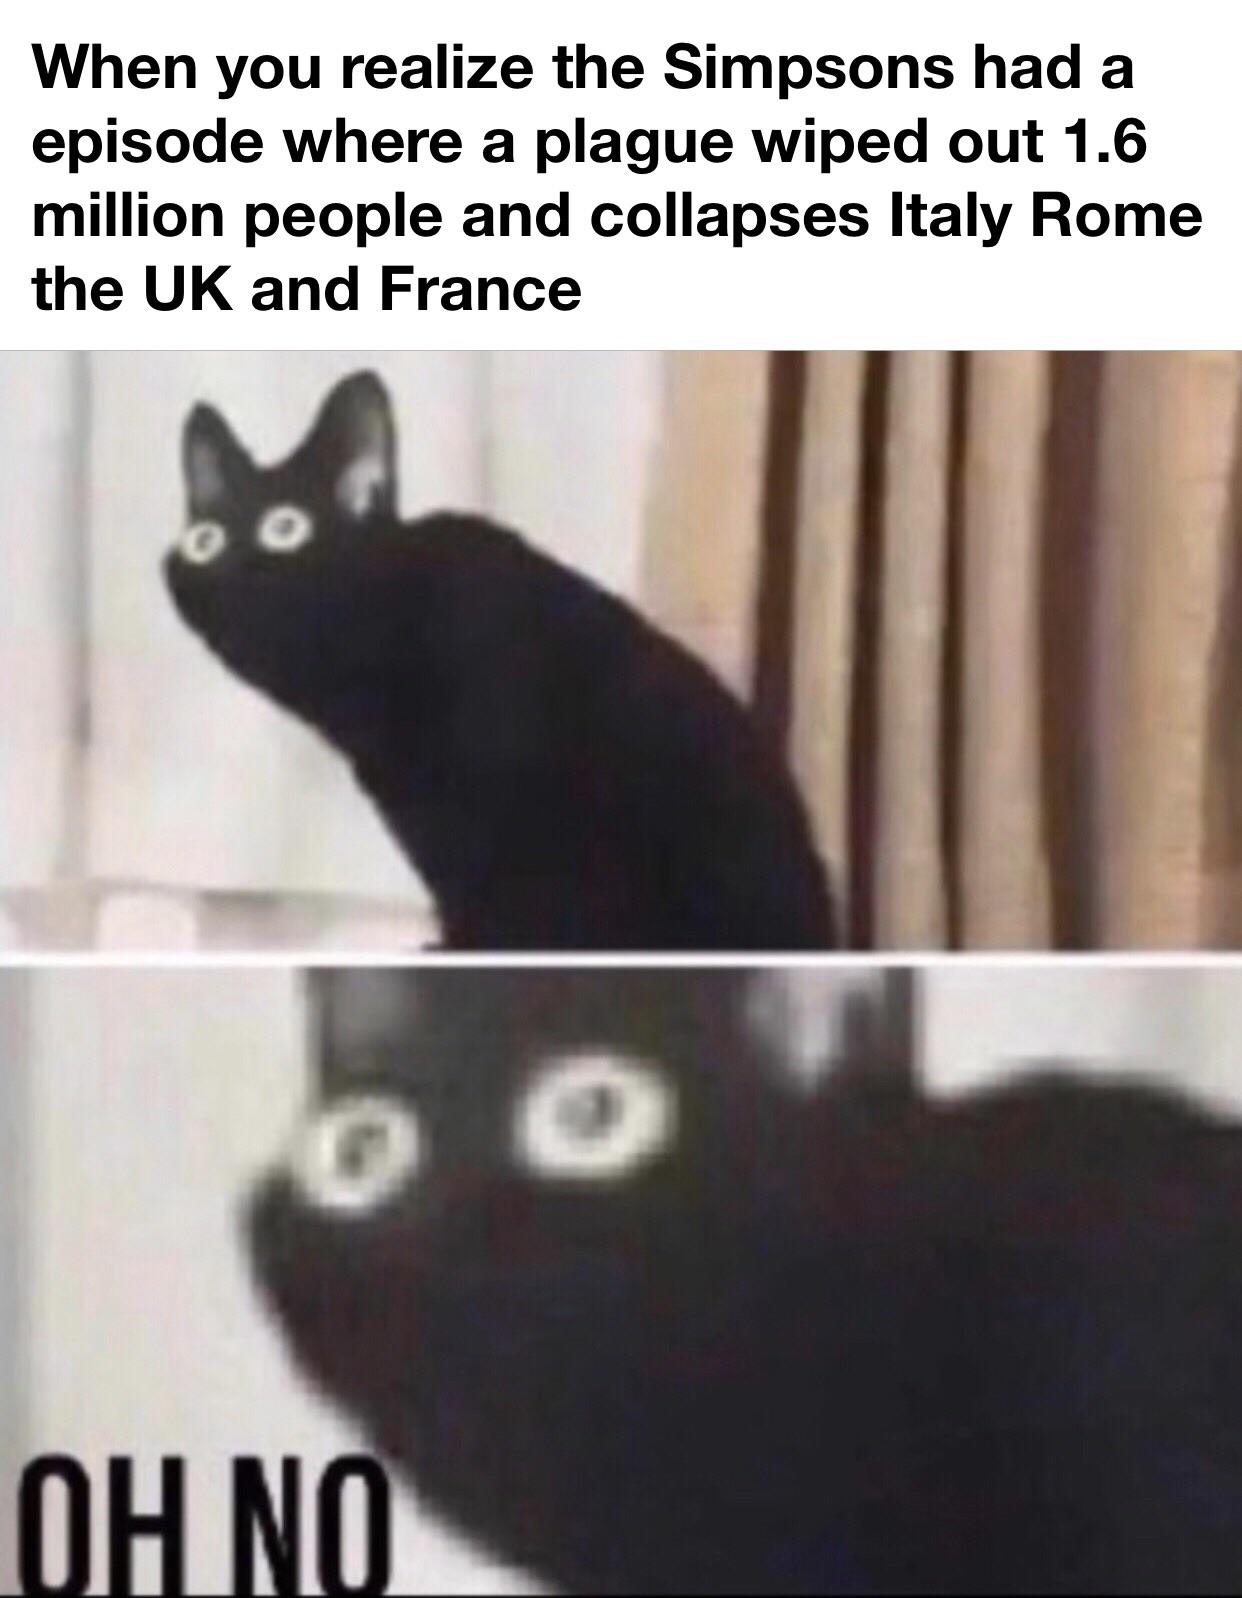 When you realize the Simpsons had a
episode where a plague wiped out 1.6
million people and collapses Italy Rome
the UK and France
OH NO